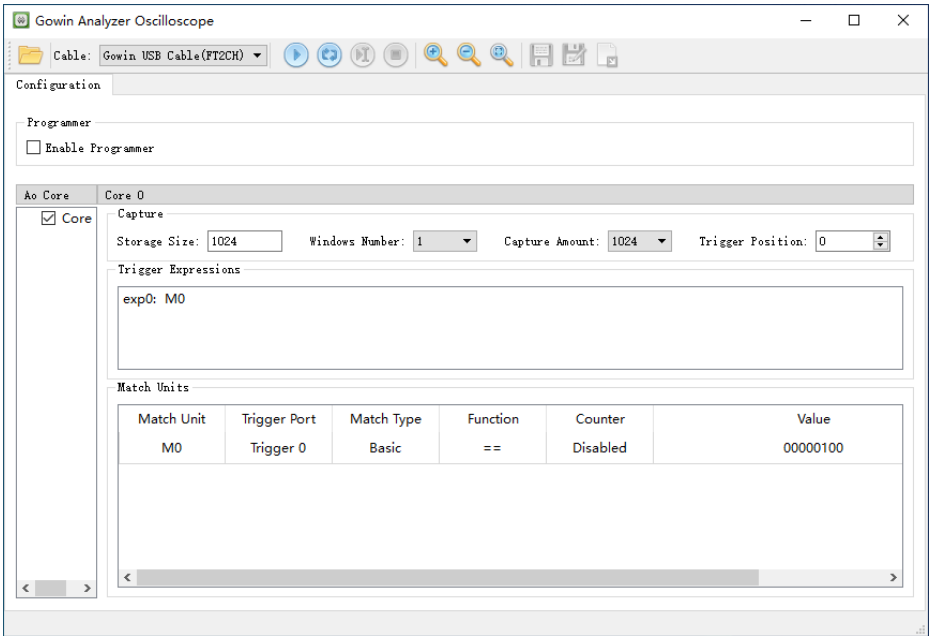 Gowin Analyzer Oscilloscope
Cable: Gowin USB Cable(FT2CH)
Configuration
Programmer
Enable Programmer
Ao Core Core 0
Core
Capture
Storage Size: 1024 Windows Number: 1 Capture Amount: 1024 Trigger Position: 0
Trigger Expressions
exp0: M0
Match Units
Match Unit Trigger Port Match Type Function Counter Value
M0 Trigger 0 Basic == Disabled 00000100